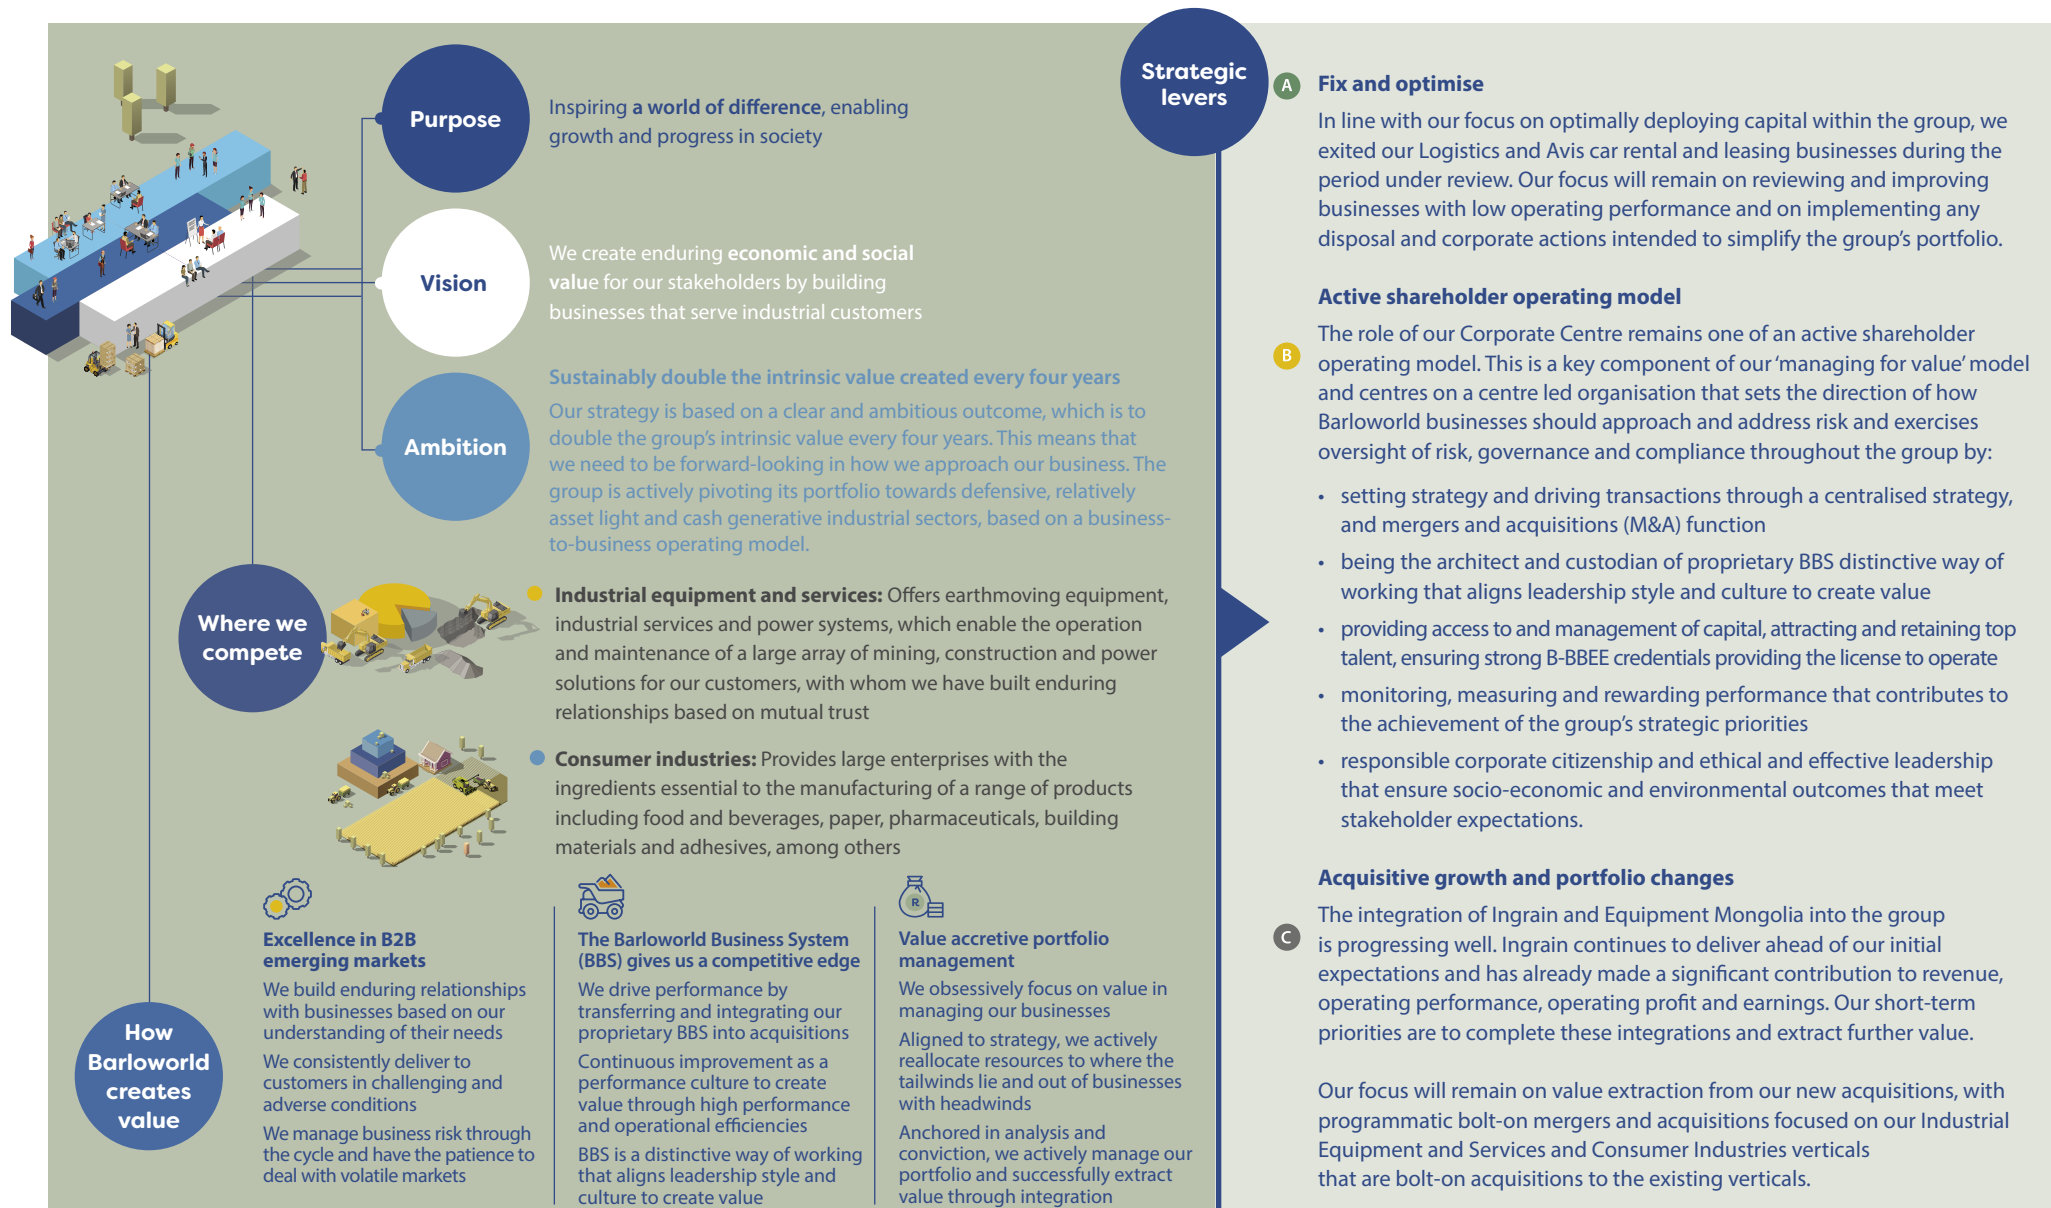 Purpose
Inspiring a world of difference, enabling
growth and progress in society
Vision
We create enduring economic and social
value for our stakeholders by building
businesses that serve industrial customers
Ambition
Sustainably double the intrinsic value created every four years
Our strategy is based on a clear and ambitious outcome, which is to
double the group's intrinsic value every four years. This means that
we need to be forward-looking in how we approach our business. The
group is actively pivoting its portfolio towards defensive, relatively
asset light and cash generative industrial sectors, based on a business-
to-business operating model.
Where we
compete
Industrial equipment and services: Offers earthmoving equipment,
industrial services and power systems, which enable the operation
and maintenance of a large array of mining, construction and power
solutions for our customers, with whom we have built enduring
relationships based on mutual trust
Consumer industries: Provides large enterprises with the
ingredients essential to the manufacturing of a range of products
including food and beverages, paper, pharmaceuticals, building
materials and adhesives, among others
How
Barloworld
creates
value
Excellence in B2B
emerging markets
We build enduring relationships
with businesses based on our
understanding of their needs
We consistently deliver to
customers in challenging and
adverse conditions
We manage business risk through
the cycle and have the patience to
deal with volatile markets
The Barloworld Business System
(BBS) gives us a competitive edge
We drive performance by
transferring and integrating our
proprietary BBS into acquisitions
Continuous improvement as a
performance culture to create
value through high performance
and operational efficiencies
BBS is a distinctive way of working
that aligns leadership style and
culture to create value
R
Value accretive portfolio
management
We obsessively focus on value in
managing our businesses
Aligned to strategy, we actively
reallocate resources to where the
tailwinds lie and out of businesses
with headwinds
Anchored in analysis and
conviction, we actively manage our
portfolio and successfully extract
value through integration
Strategic
levers
A
Fix and optimise
In line with our focus on optimally deploying capital within the group, we
exited our Logistics and Avis car rental and leasing businesses during the
period under review. Our focus will remain on reviewing and improving
businesses with low operating performance and on implementing any
disposal and corporate actions intended to simplify the group's portfolio.
B
Active shareholder operating model
The role of our Corporate Centre remains one of an active shareholder
operating model. This is a key component of our 'managing for value' model
and centres on a centre led organisation that sets the direction of how
Barloworld businesses should approach and address risk and exercises
oversight of risk, governance and compliance throughout the group by:
• setting strategy and driving transactions through a centralised strategy,
and mergers and acquisitions (M&A) function
• being the architect and custodian of proprietary BBS distinctive way of
working that aligns leadership style and culture to create value
• providing access to and management of capital, attracting and retaining top
talent, ensuring strong B-BBEE credentials providing the license to operate
• monitoring, measuring and rewarding performance that contributes to
the achievement of the group's strategic priorities
• responsible corporate citizenship and ethical and effective leadership
that ensure socio-economic and environmental outcomes that meet
stakeholder expectations.
C
Acquisitive growth and portfolio changes
The integration of Ingrain and Equipment Mongolia into the group
is progressing well. Ingrain continues to deliver ahead of our initial
expectations and has already made a significant contribution to revenue,
operating performance, operating profit and earnings. Our short-term
priorities are to complete these integrations and extract further value.
Our focus will remain on value extraction from our new acquisitions, with
programmatic bolt-on mergers and acquisitions focused on our Industrial
Equipment and Services and Consumer Industries verticals
that are bolt-on acquisitions to the existing verticals.